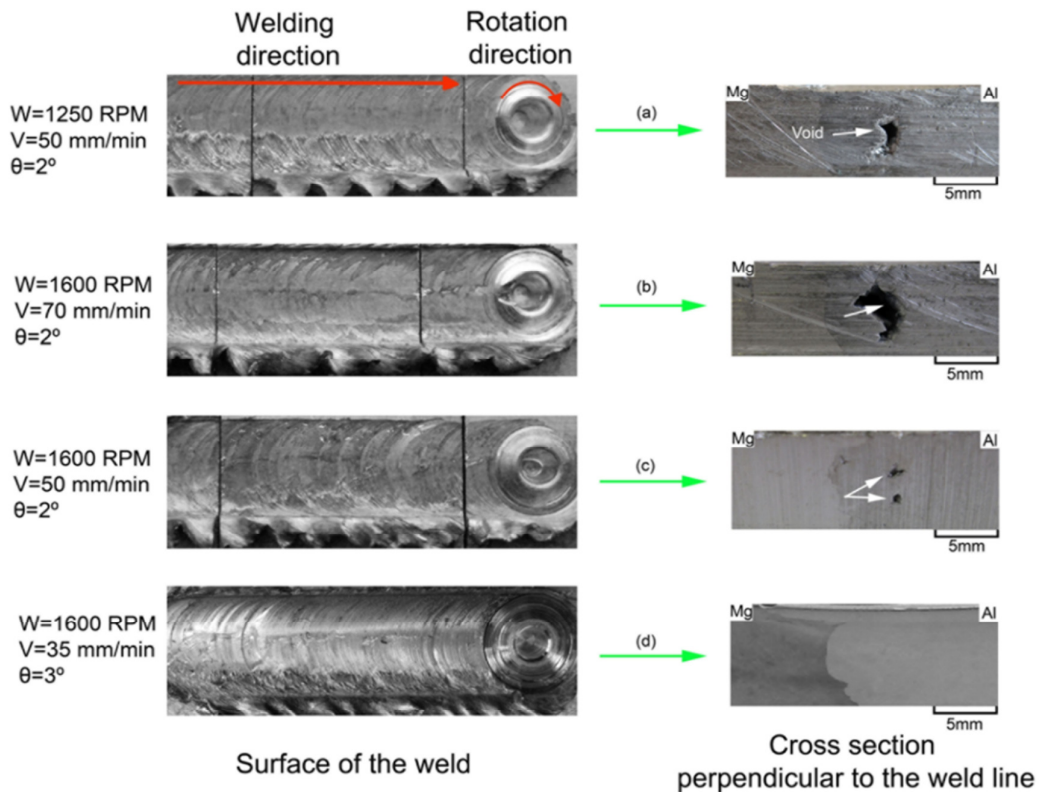 Welding
direction
Rotation
direction
W=1250 RPM
V=50 mm/min
θ=2º
(a)
Mg
Al
Void
5mm
W=1600 RPM
V=70 mm/min
θ=2º
(b)
Mg
Al
5mm
W=1600 RPM
V=50 mm/min
θ=2º
(c)
Mg
Al
5mm
W=1600 RPM
V=35 mm/min
θ=3º
(d)
Mg
Al
5mm
Surface of the weld
Cross section
perpendicular to the weld line